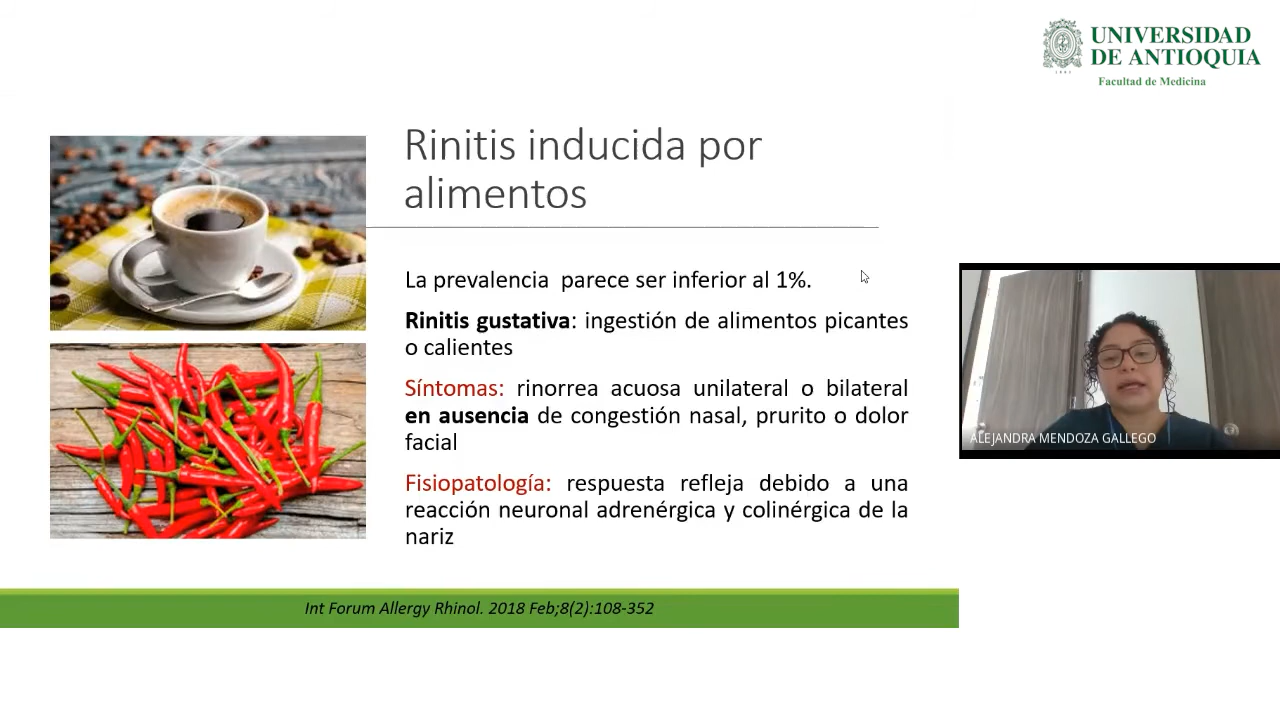 UNIVERSIDAD
DE ANTIOQUIA
1803
Facultad de Medicina
Rinitis inducida por
alimentos
La prevalencia parece ser inferior al 1%.
Rinitis gustativa: ingestión de alimentos picantes
o calientes
Síntomas: rinorrea acuosa unilateral o bilateral
en ausencia de congestión nasal, prurito o dolor
facial
Fisiopatología: respuesta refleja debido a una
reacción neuronal adrenérgica y colinérgica de la
nariz
ALEJANDRA MENDOZA GALLEGO
Int Forum Allergy Rhinol. 2018 Feb;8(2):108-352